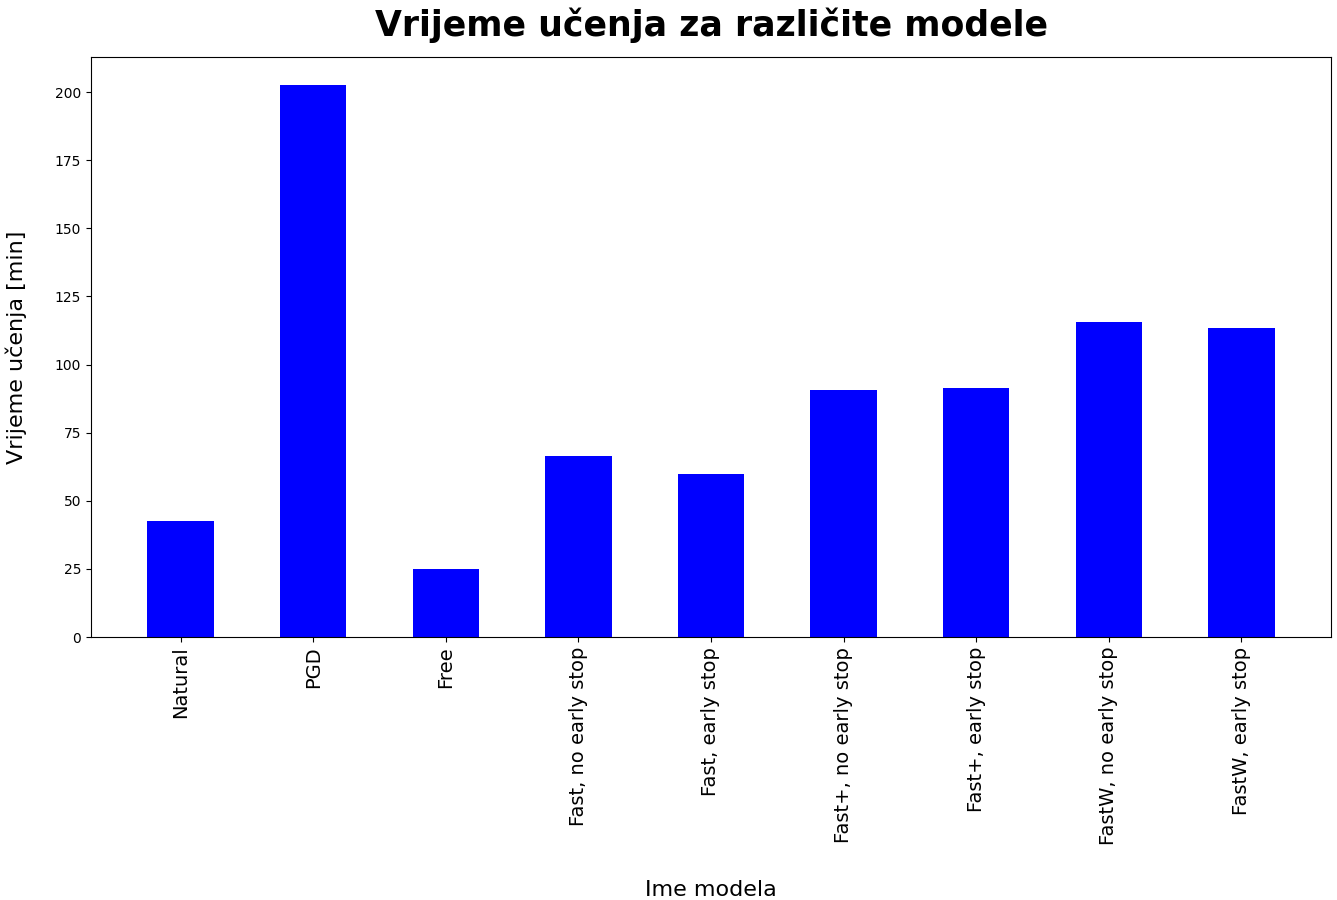 Vrijeme učenja za različite modele
Vrijeme učenja [min]
200
175
150
125
100
75
50
25
0
Natural
PGD
Free
Fast, no early stop
Fast, early stop
Fast+, no early stop
Fast+, early stop
FastW, no early stop
FastW, early stop
Ime modela